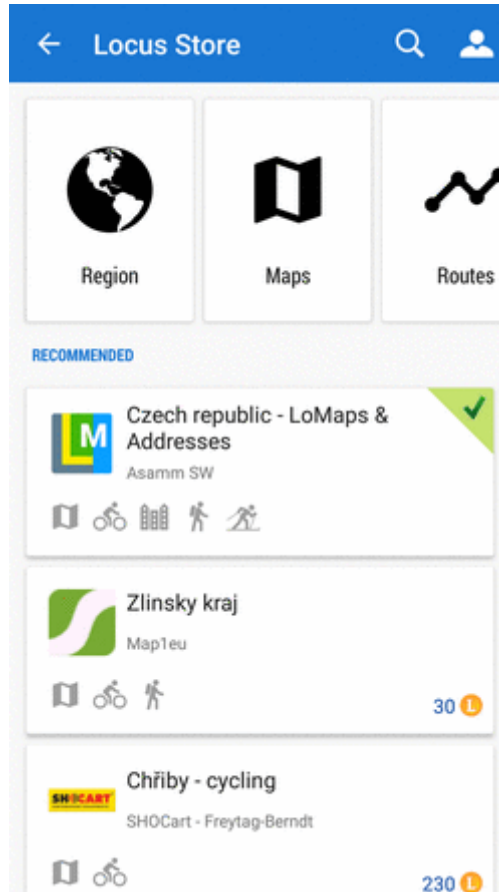 Locus Store
Region
Maps
Routes
RECOMMENDED
Czech republic - LoMaps &
Addresses
Asamm SW
LM
Zlinsky kraj
Map1eu
30 L
Chřiby - cycling
SHOCART
SHOCart - Freytag-Berndt
230 L